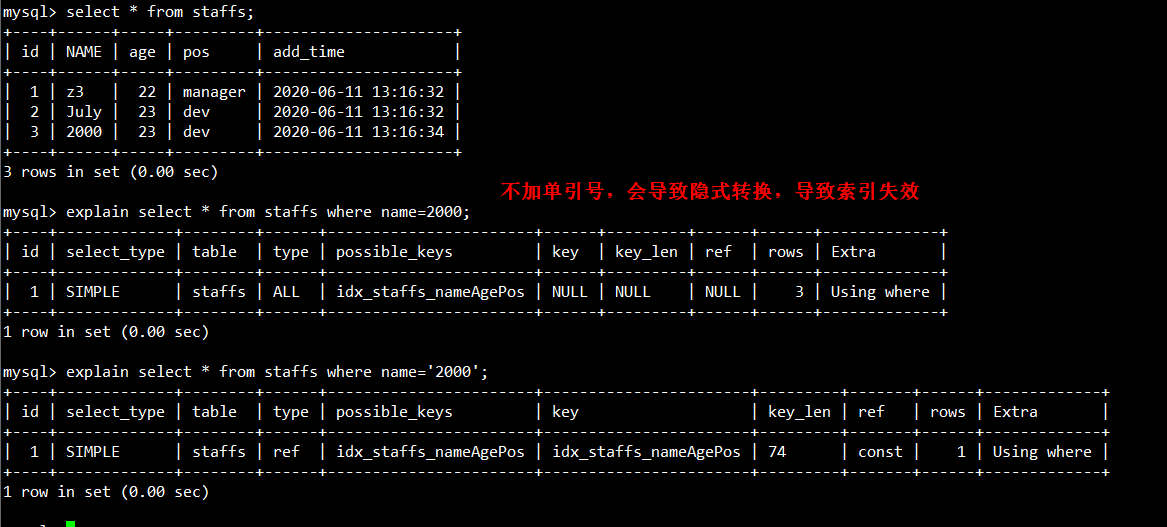 mysql> select * from staffs;
+----+------+-----+---------+---------------------+
| id | NAME | age | pos     | add_time            |
+----+------+-----+---------+---------------------+
|  1 | z3   |  22 | manager | 2020-06-11 13:16:32 |
|  2 | July |  23 | dev     | 2020-06-11 13:16:32 |
|  3 | 2000 |  23 | dev     | 2020-06-11 13:16:34 |
+----+------+-----+---------+---------------------+
3 rows in set (0.00 sec)
不加单引号，会导致隐式转换，导致索引失效
mysql> explain select * from staffs where name=2000;
+----+-------------+--------+------+-----------------------+------+---------+------+------+-------------+
| id | select_type | table  | type | possible_keys         | key  | key_len | ref  | rows | Extra       |
+----+-------------+--------+------+-----------------------+------+---------+------+------+-------------+
|  1 | SIMPLE      | staffs | ALL  | idx_staffs_nameAgePos | NULL | NULL    | NULL |    3 | Using where |
+----+-------------+--------+------+-----------------------+------+---------+------+------+-------------+
1 row in set (0.00 sec)
mysql> explain select * from staffs where name='2000';
+----+-------------+--------+------+-----------------------+-----------------------+---------+-------+------+-------------+
| id | select_type | table  | type | possible_keys         | key                   | key_len | ref   | rows | Extra       |
+----+-------------+--------+------+-----------------------+-----------------------+---------+-------+------+-------------+
|  1 | SIMPLE      | staffs | ref  | idx_staffs_nameAgePos | idx_staffs_nameAgePos | 74      | const |    1 | Using where |
+----+-------------+--------+------+-----------------------+-----------------------+---------+-------+------+-------------+
1 row in set (0.00 sec)